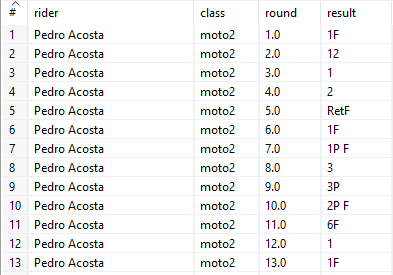 # rider class round result
1 Pedro Acosta moto2 1.0 1F
2 Pedro Acosta moto2 2.0 12
3 Pedro Acosta moto2 3.0 1
4 Pedro Acosta moto2 4.0 2
5 Pedro Acosta moto2 5.0 RetF
6 Pedro Acosta moto2 6.0 1F
7 Pedro Acosta moto2 7.0 1P F
8 Pedro Acosta moto2 8.0 3
9 Pedro Acosta moto2 9.0 3P
10 Pedro Acosta moto2 10.0 2P F
11 Pedro Acosta moto2 11.0 6F
12 Pedro Acosta moto2 12.0 1
13 Pedro Acosta moto2 13.0 1F